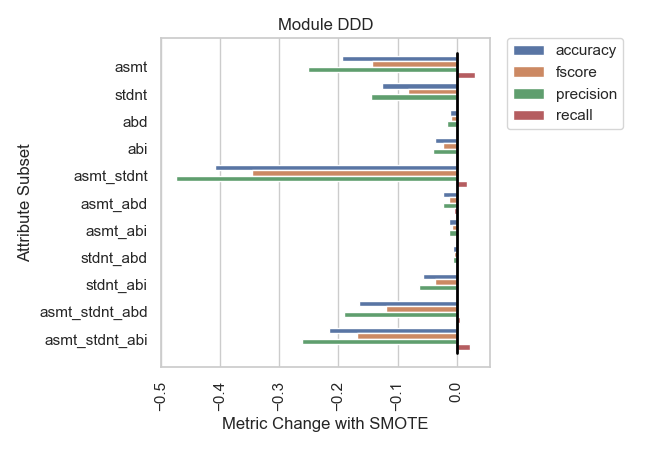 Module DDD
accuracy
fscore
precision
recall
Attribute Subset
asmt
stdnt
abd
abi
asmt_stdnt
asmt_abd
asmt_abi
stdnt_abd
stdnt_abi
asmt_stdnt_abd
asmt_stdnt_abi
−0.5
−0.4
−0.3
−0.2
−0.1
0.0
Metric Change with SMOTE